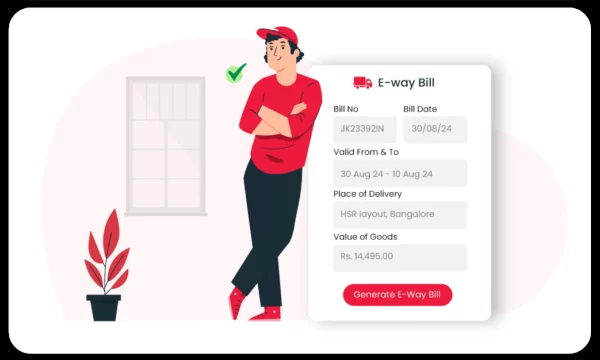 E-way Bill
Bill No Bill Date
JK23392IN 30/08/24
Valid From & To
30 Aug 24 - 10 Aug 24
Place of Delivery
HSR layout, Bangalore
Value of Goods
Rs. 14,495.00
Generate E-Way Bill